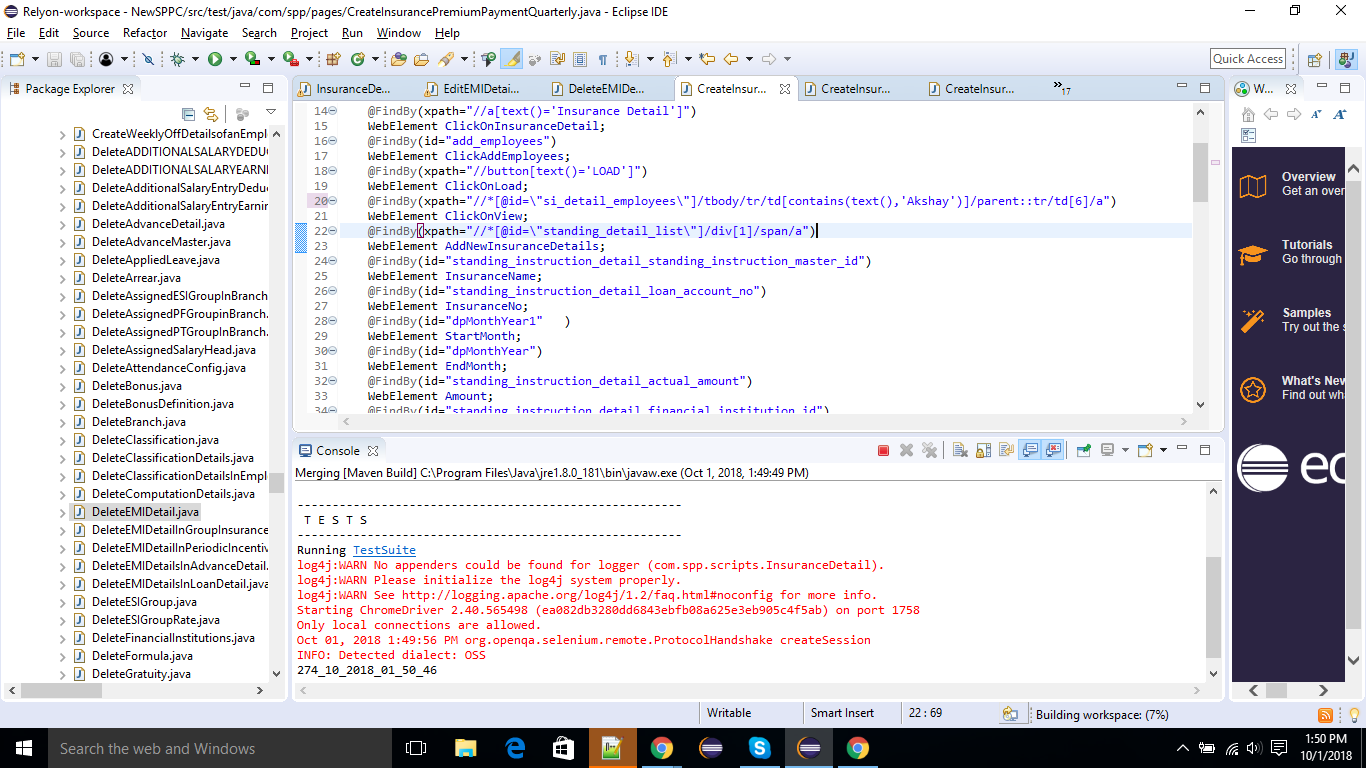 Relyon-workspace - NewSPPC/src/test/java/com/spp/pages/CreateInsurancePremiumPaymentQuarterly.java - Eclipse IDE
File Edit Source Refactor Navigate Search Project Run Window Help
Quick Access
Package Explorer
CreateWeeklyOffDetailsofanEmpl
DeleteADDITIONALSALARYDEDU
DeleteADDITIONALSALARYEARN
DeleteAdditionalSalaryEntryDedu
DeleteAdditionalSalaryEntryEarnin
DeleteAdvanceDetail.java
DeleteAdvanceMaster.java
DeleteAppliedLeave.java
DeleteArrear.java
DeleteAssignedESIGroupInBranch
DeleteAssignedPFGroupinBranch.
DeleteAssignedPTGroupInBranch.
DeleteAssignedSalaryHead.java
DeleteAttendanceConfig.java
DeleteBonus.java
DeleteBonusDefinition.java
DeleteBranch.java
DeleteClassification.java
DeleteClassificationDetails.java
DeleteClassificationDetailsInEmpl
DeleteComputationDetails.java
DeleteEMIDetail.java
DeleteEMIDetailInGroupInsurance
DeleteEMIDetailInPeriodicIncentiv
DeleteEMIDetailsInAdvanceDetail.
DeleteEMIDetailsInLoanDetail.java
DeleteESIGroup.java
DeleteESIGroupRate.java
DeleteFinancialInstitutions.java
DeleteFormula.java
DeleteGratuity.java
InsuranceDe... EditEMIDetai... DeleteEMIDe... CreateInsur... CreateInsur... CreateInsur... »17
14 @FindBy(xpath="//a[text()='Insurance Detail']")
15 WebElement ClickOnInsuranceDetail;
16 @FindBy(id="add_employees")
17 WebElement ClickAddEmployees;
18 @FindBy(xpath="//button[text()='LOAD']")
19 WebElement ClickOnLoad;
20 @FindBy(xpath="//*[@id=\"si_detail_employees\"]/tbody/tr/td[contains(text(),'Akshay')]/parent::tr/td[6]/a")
21 WebElement ClickOnView;
22 @FindBy(xpath="//*[@id=\"standing_detail_list\"]/div[1]/span/a")
23 WebElement AddNewInsuranceDetails;
24 @FindBy(id="standing_instruction_detail_standing_instruction_master_id")
25 WebElement InsuranceName;
26 @FindBy(id="standing_instruction_detail_loan_account_no")
27 WebElement InsuranceNo;
28 @FindBy(id="dpMonthYear1" )
29 WebElement StartMonth;
30 @FindBy(id="dpMonthYear")
31 WebElement EndMonth;
32 @FindBy(id="standing_instruction_detail_actual_amount")
33 WebElement Amount;
34 @FindBy(id="standing_instruction_detail_financial_institution_id")
Console
Merging [Maven Build] C:\Program Files\Java\jre1.8.0_181\bin\javaw.exe (Oct 1, 2018, 1:49:49 PM)
-------------------------------------------------------
T E S T S
-------------------------------------------------------
Running TestSuite
log4j:WARN No appenders could be found for logger (com.spp.scripts.InsuranceDetail).
log4j:WARN Please initialize the log4j system properly.
log4j:WARN See http://logging.apache.org/log4j/1.2/faq.html#noconfig for more info.
Starting ChromeDriver 2.40.565498 (ea082db3280dd6843ebfb08a625e3eb905c4f5ab) on port 1758
Only local connections are allowed.
Oct 01, 2018 1:49:56 PM org.openqa.selenium.remote.ProtocolHandshake createSession
INFO: Detected dialect: OSS
274_10_2018_01_50_46
W...
Overview
Get an over
Tutorials
Go through
Samples
Try out the s
What's New
Find out wha
ec
Writable Smart Insert 22 : 69 Building workspace: (7%)
Search the web and Windows
1:50 PM
10/1/2018